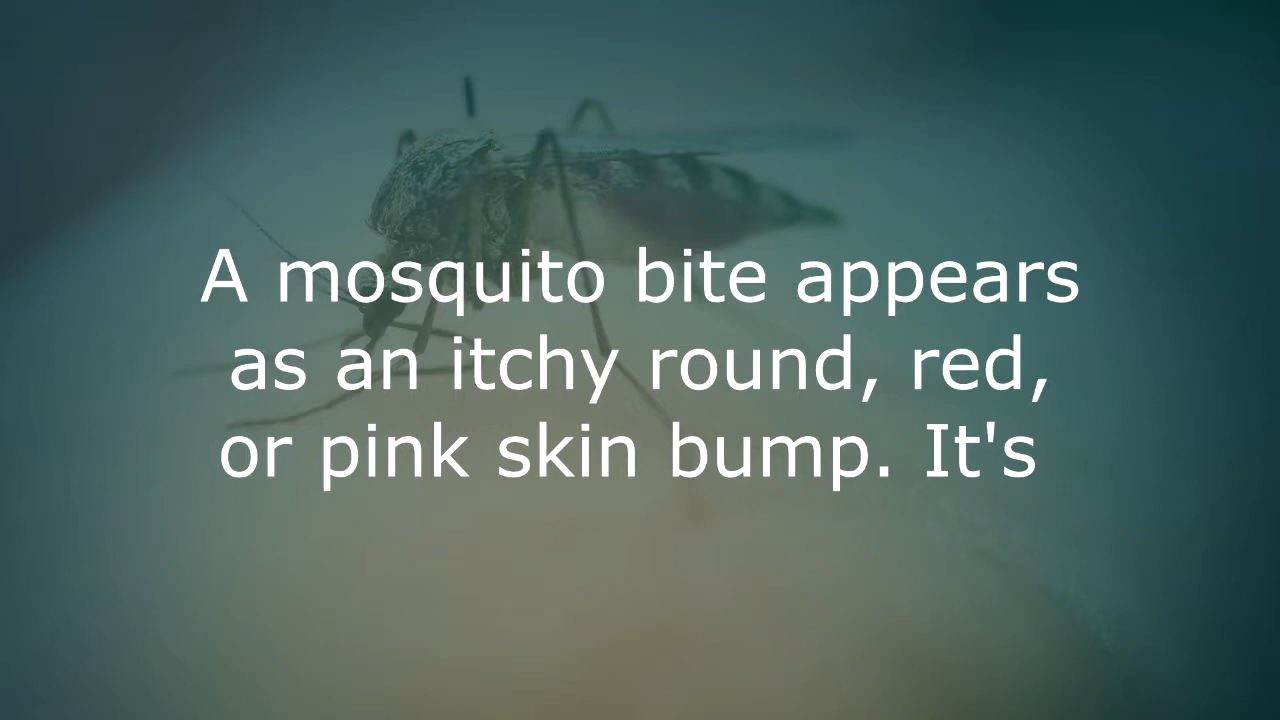 A mosquito bite appears
as an itchy round, red,
or pink skin bump. It's